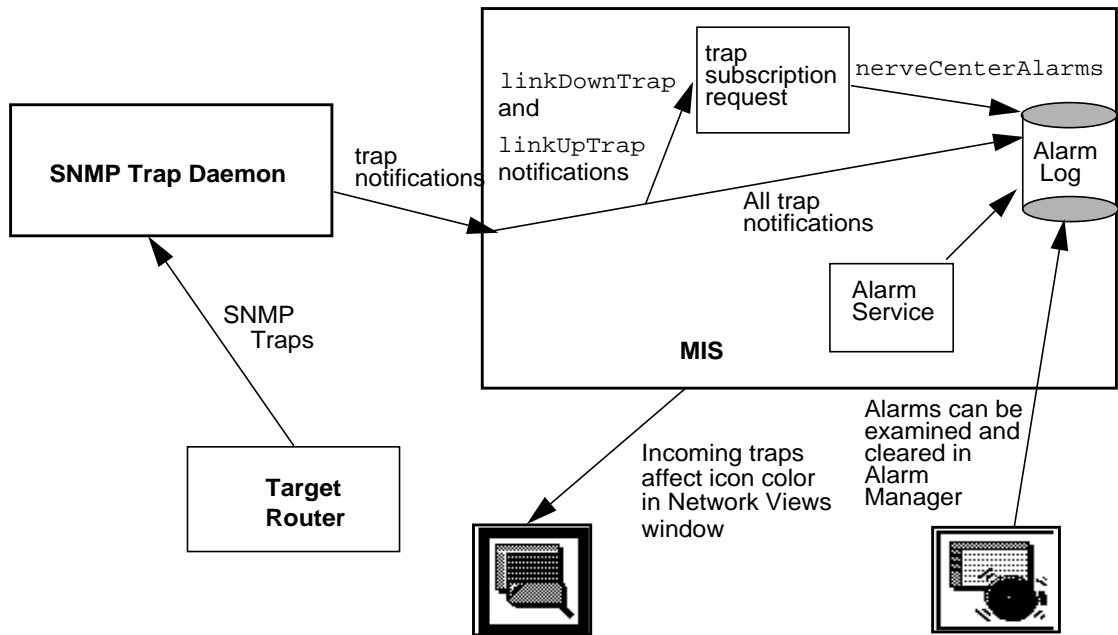 trap
subscription
request
nerveCenterAlarms
linkDownTrap
and
linkUpTrap
notifications
SNMP Trap Daemon
trap
notifications
Alarm
Log
All trap
notifications
Alarm
Service
SNMP
Traps
MIS
Target
Router
Incoming traps
affect icon color
in Network Views
window
Alarms can be
examined and
cleared in
Alarm
Manager